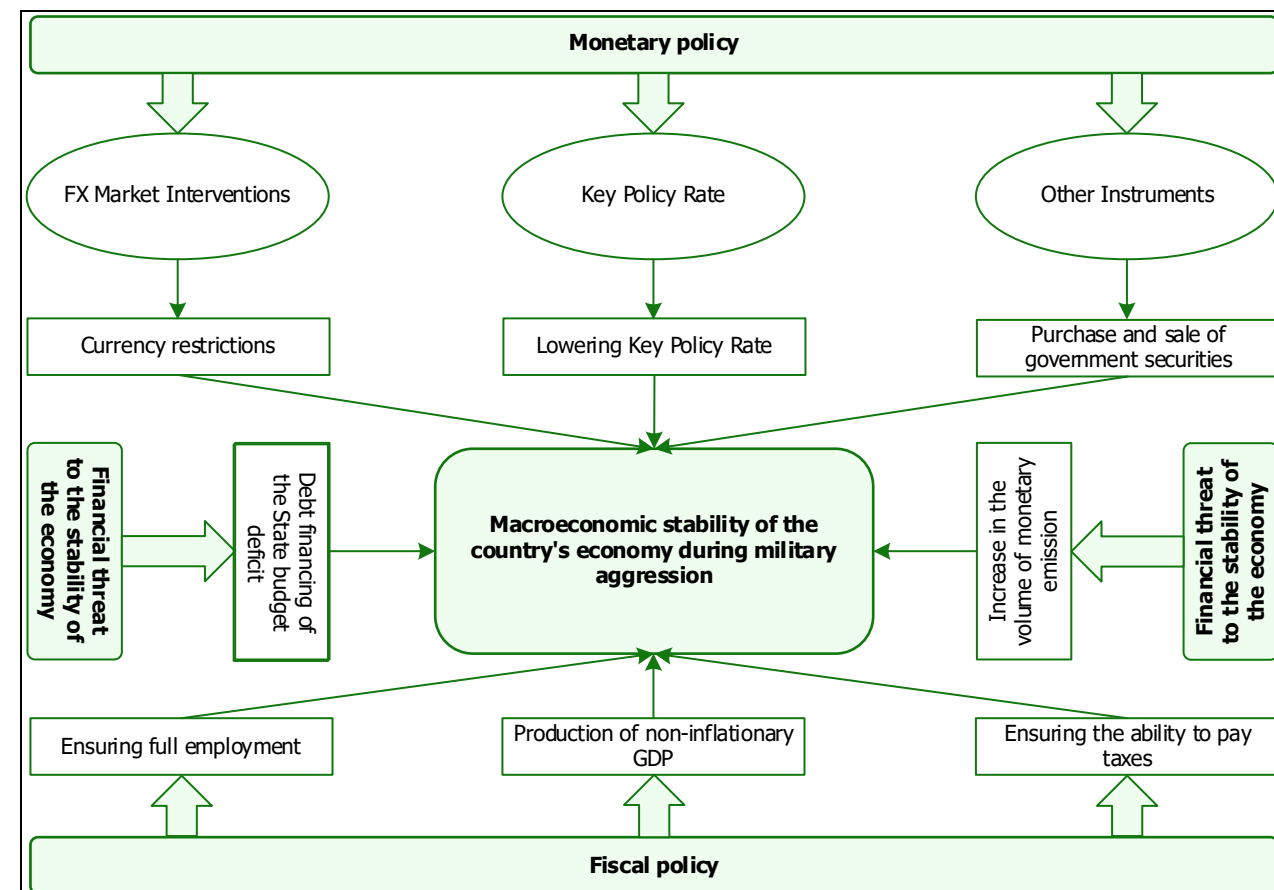 Monetary policy
FX Market Interventions
Key Policy Rate
Other Instruments
Currency restrictions
Lowering Key Policy Rate
Purchase and sale of
government securities
Financial threat
to the stability of
the economy
Debt financing of
the State budget
deficit
Macroeconomic stability of the
country's economy during military
aggression
Increase in the
volume of monetary
emission
Financial threat
to the stability of
the economy
Ensuring full employment
Production of non-inflationary
GDP
Ensuring the ability to pay
taxes
Fiscal policy